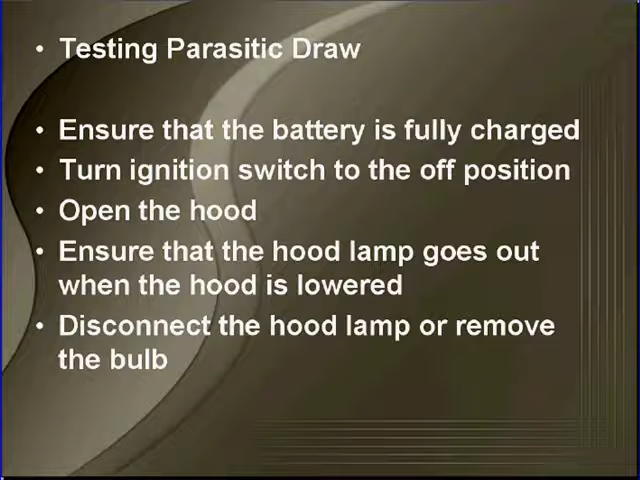 • Testing Parasitic Draw
• Ensure that the battery is fully charged
• Turn ignition switch to the off position
• Open the hood
• Ensure that the hood lamp goes out
when the hood is lowered
• Disconnect the hood lamp or remove
the bulb